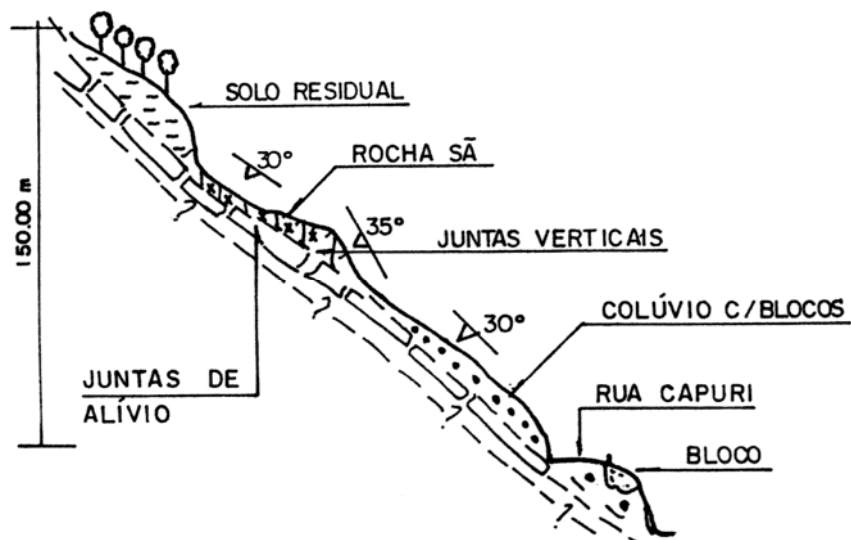 SOLO RESIDUAL
30°
ROCHA SÃ
35°
JUNTAS VERTICAIS
150.00 m
30°
COLÚVIO C/BLOCOS
JUNTAS DE
ALÍVIO
RUA CAPURI
BLOCO